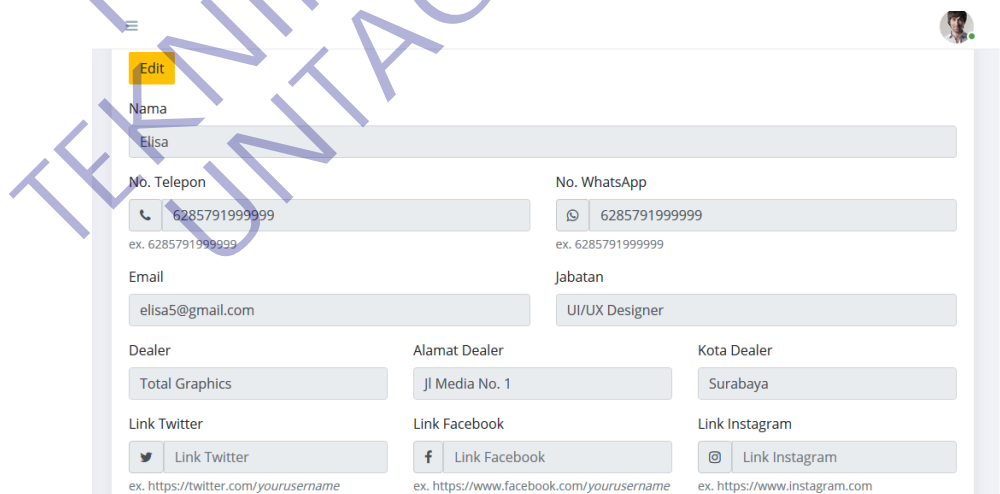 Edit
Nama
Elisa
No. Telepon
No. WhatsApp
6285791999999
6285791999999
ex. 6285791999999
ex. 6285791999999
Email
Jabatan
elisa5@gmail.com
UI/UX Designer
Dealer
Alamat Dealer
Kota Dealer
Total Graphics
Jl Media No. 1
Surabaya
Link Twitter
Link Facebook
Link Instagram
Link Twitter
Link Facebook
Link Instagram
ex. https://twitter.com/yourusername
ex. https://www.facebook.com/yourusername
ex. https://www.instagram.com